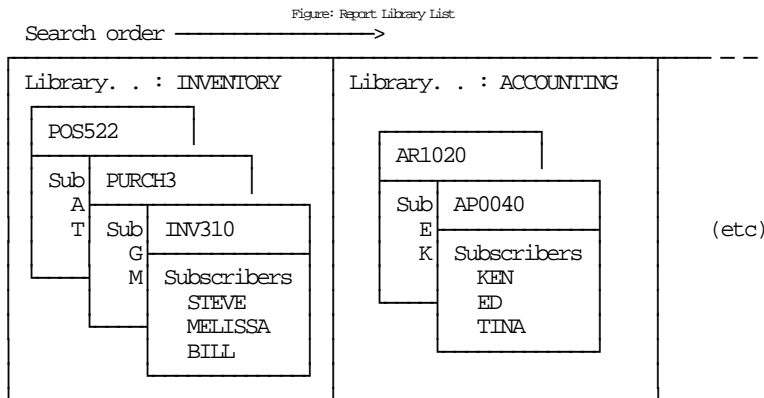 Figure: Report Library List
Search order
Library. . : INVENTORY
Library. . : ACCOUNTING
POS522
Sub
A
T
PURCH3
Sub
G
M
INV310
Subscribers
STEVE
MELISSA
BILL
AR1020
Sub
E
K
AP0040
Subscribers
KEN
ED
TINA
(etc)